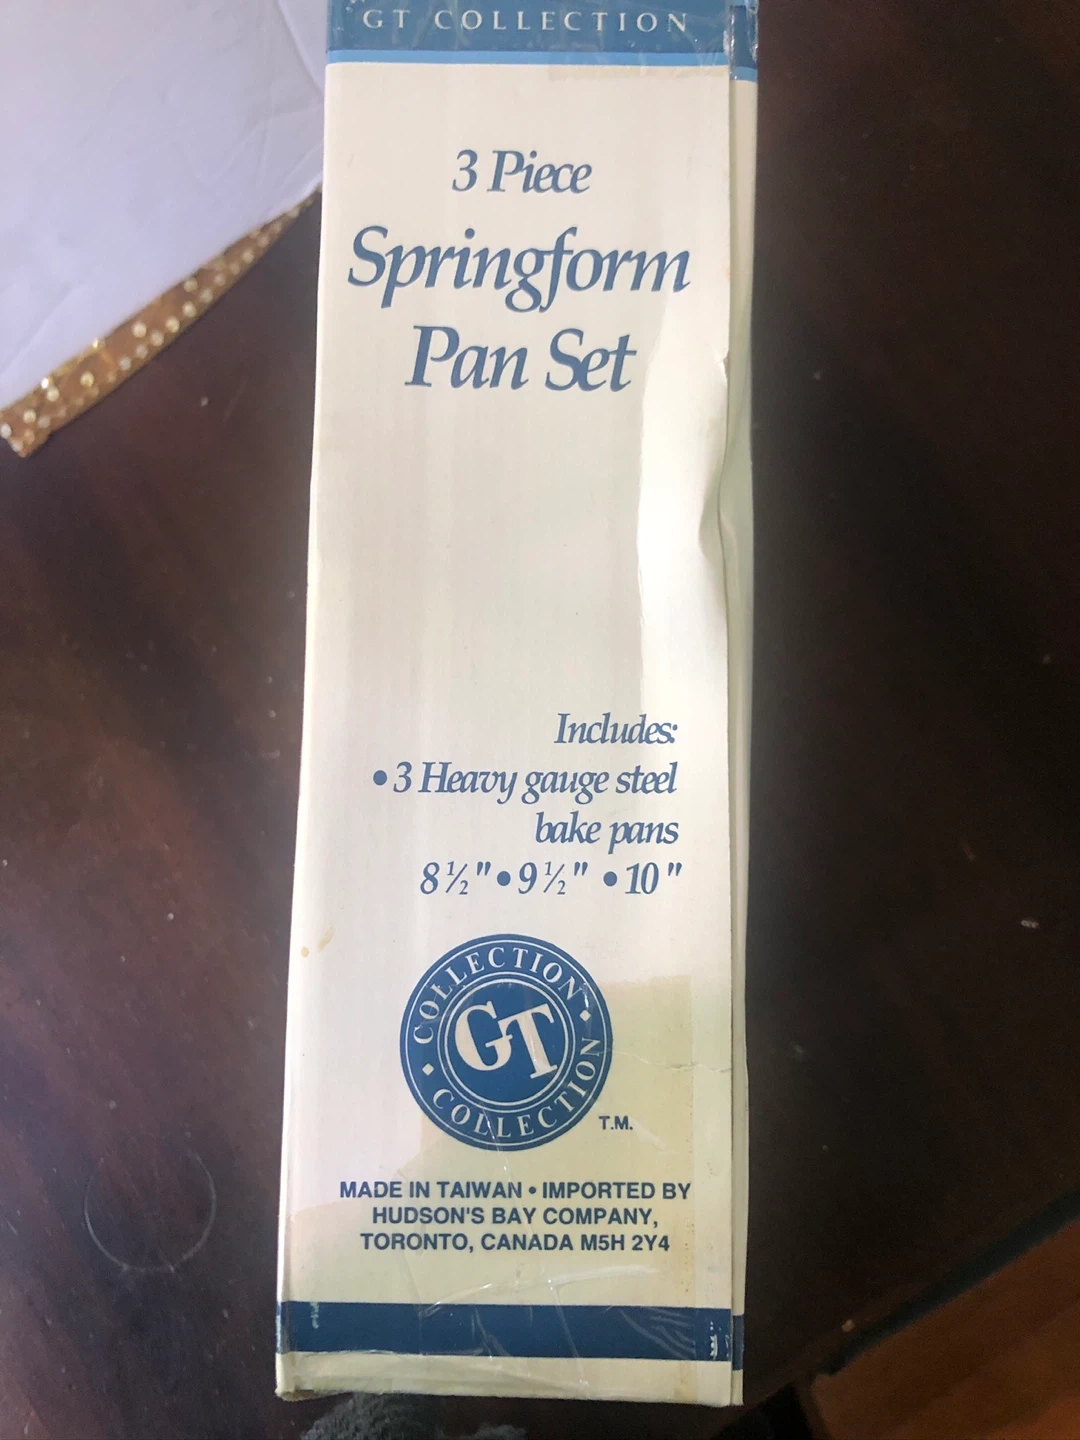 GT COLLECTION
3 Piece
Springform
Pan Set
Includes:
• 3 Heavy gauge steel
bake pans
8½" • 9½" • 10"
COLLECTION
GT
COLLECTION
T.M.
MADE IN TAIWAN • IMPORTED BY
HUDSON'S BAY COMPANY,
TORONTO, CANADA M5H 2Y4